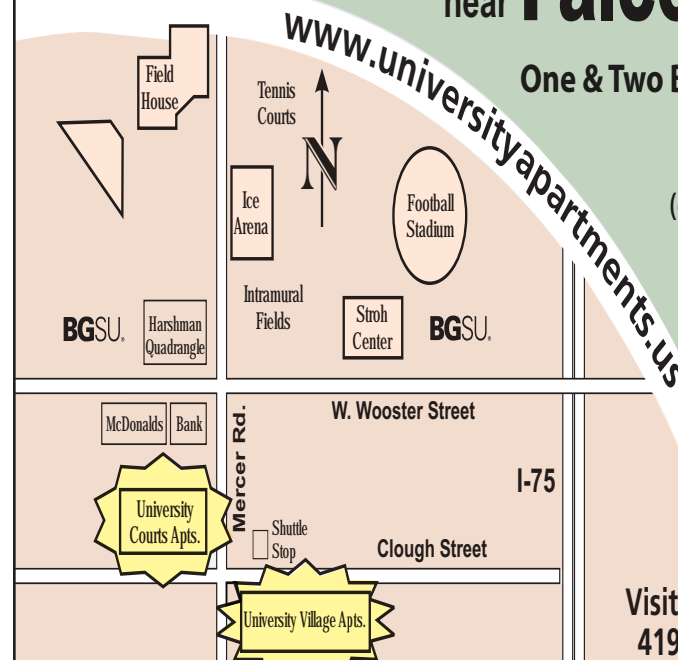 near
www.universityapartments.us
One & Two
Field
House
Tennis
Courts
N
Ice
Arena
Football
Stadium
Intramural
Fields
Stroh
Center
BGSU.
Harshman
Quadrangle
BGSU.
McDonalds
Bank
W. Wooster Street
Mercer Rd.
I-75
University
Courts Apts.
Shuttle
Stop
Clough Street
University Village Apts.
Visit
419